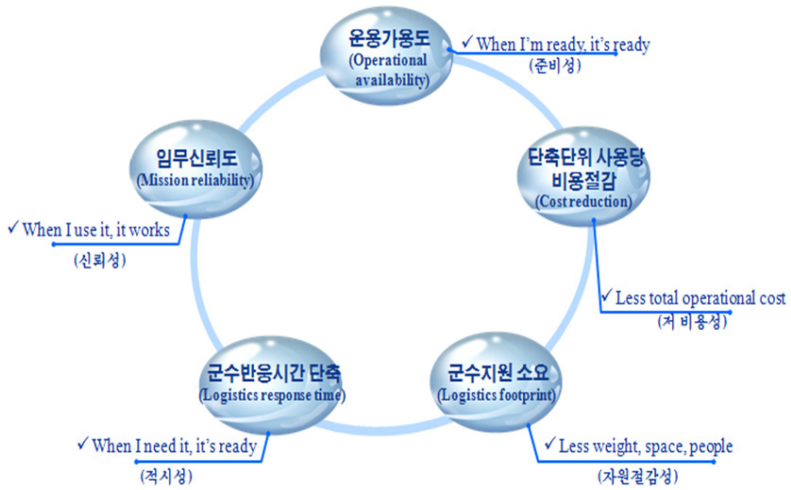 운용가용도
(Operational
availability)
✓ When I'm ready, it's ready
(준비성)
임무신뢰도
(Mission reliability)
✓ When I use it, it works
(신뢰성)
단축단위 사용당
비용절감
(Cost reduction)
✓ Less total operational cost
(저 비용성)
군수반응시간 단축
(Logistics response time)
✓ When I need it, it's ready
(적시성)
군수지원 소요
(Logistics footprint)
✓ Less weight, space, people
(자원절감성)